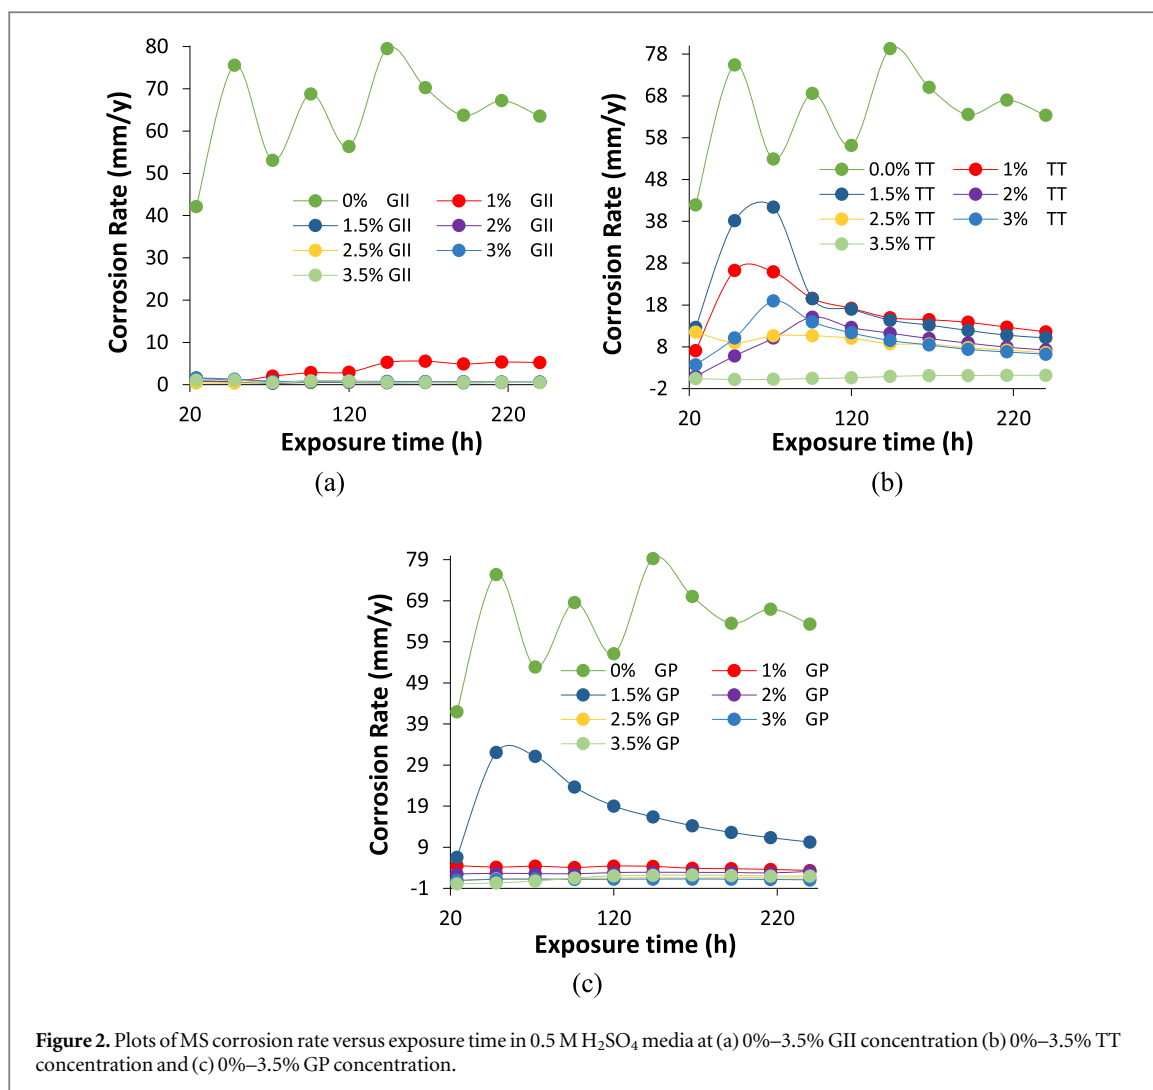 80
70
60
50
40
30
20
10
0
Corrosion Rate (mm/y)
0% GII
1% GII
1.5% GII
2% GII
2.5% GII
3% GII
3.5% GII
20
120
220
Exposure time (h)
(a)
78
68
58
48
38
28
18
8
-2
Corrosion Rate (mm/y)
0.0% TT
1% TT
1.5% TT
2% TT
2.5% TT
3% TT
3.5% TT
20
120
220
Exposure time (h)
(b)
79
69
59
49
39
29
19
9
-1
Corrosion Rate (mm/y)
0% GP
1% GP
1.5% GP
2% GP
2.5% GP
3% GP
3.5% GP
20
120
220
Exposure time (h)
(c)
Figure 2. Plots of MS corrosion rate versus exposure time in 0.5 M H₂SO₄ media at (a) 0%–3.5% GII concentration (b) 0%–3.5% TT
concentration and (c) 0%–3.5% GP concentration.